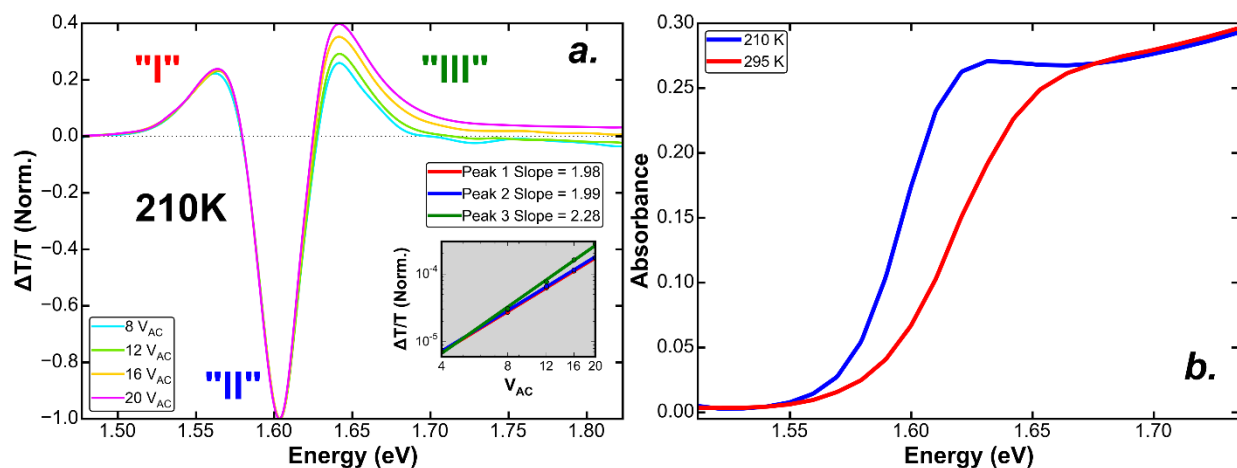 a.
"I"
"III"
210K
"II"
ΔT/T (Norm.)
0.4
0.2
0.0
−0.2
−0.4
−0.6
−0.8
−1.0
1.50
1.55
1.60
1.65
1.70
1.75
1.80
Energy (eV)
8 V_AC
12 V_AC
16 V_AC
20 V_AC
Peak 1 Slope = 1.98
Peak 2 Slope = 1.99
Peak 3 Slope = 2.28
ΔT/T (Norm.)
10⁻⁴
10⁻⁵
4
8
12
16
20
V_AC
b.
210 K
295 K
Absorbance
0.30
0.25
0.20
0.15
0.10
0.05
0.00
1.55
1.60
1.65
1.70
Energy (eV)